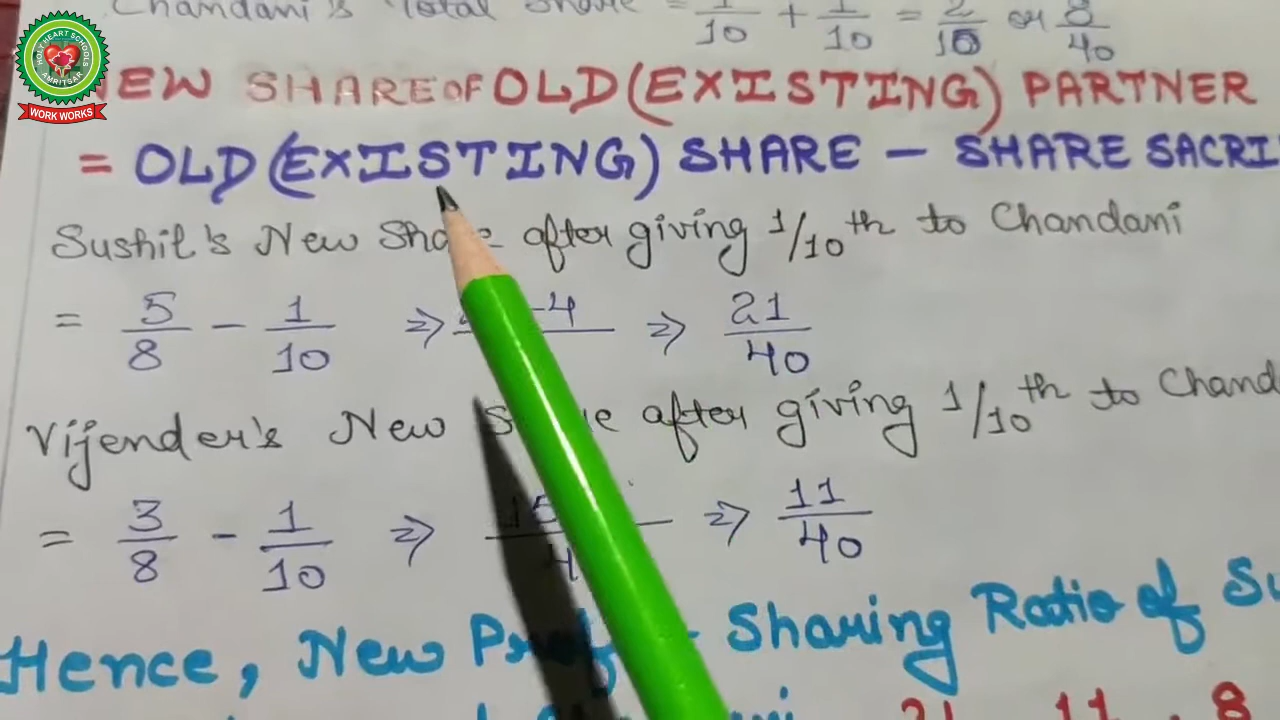 Chandani's Total Share = 1/10 + 1/10 = 2/10 or 8/40
HOLY HEART SCHOOLS
AMRITSAR
WORK WORKS
NEW SHARE OF OLD (EXISTING) PARTNER
= OLD (EXISTING) SHARE - SHARE SACRI
Sushil's New after giving 1/10th to Chandani
= 5/8 - 1/10 => -4 => 21/40
Vijender's New after giving 1/10th to Chand
= 3/8 - 1/10 => 15 => 11/40
Hence, New Sharing Ratio of Su
21 11 8